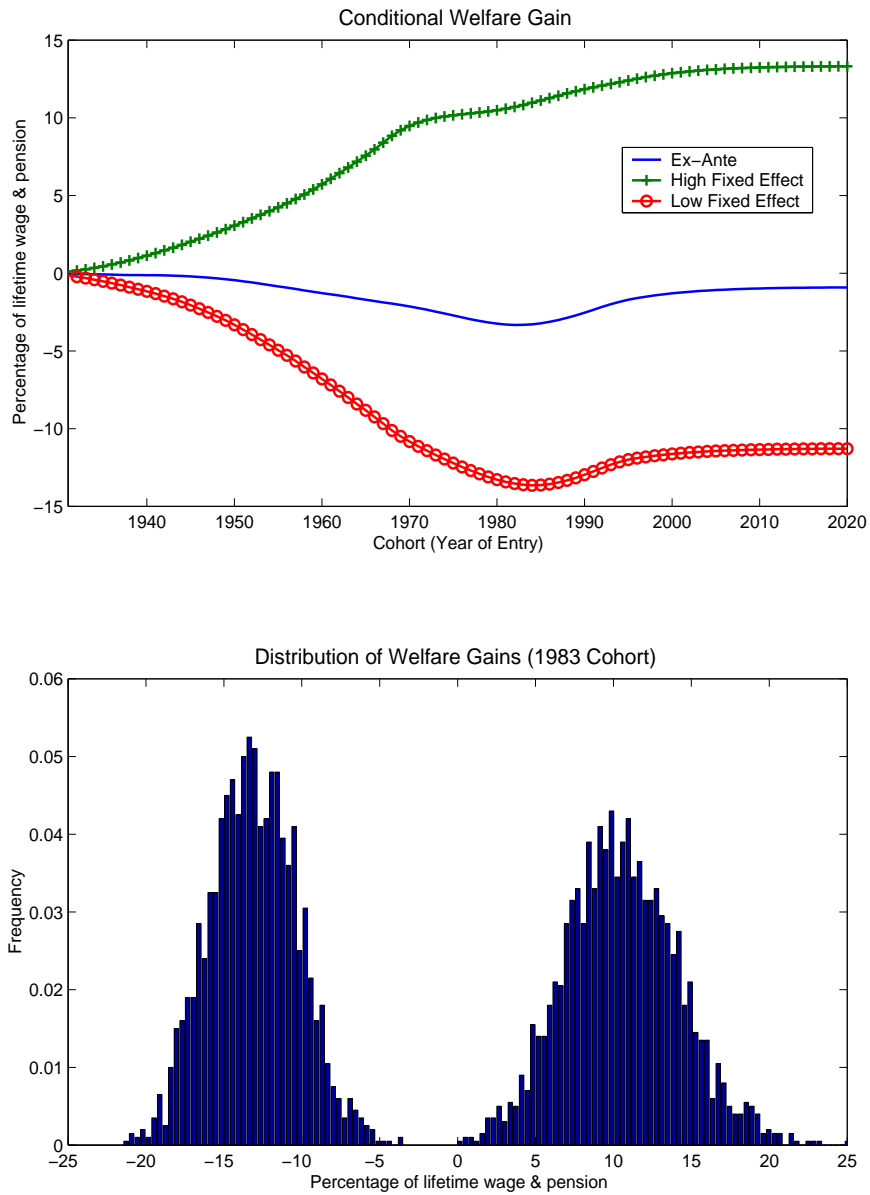 Conditional Welfare Gain
15
10
5
0
−5
−10
−15
Percentage of lifetime wage & pension
Ex−Ante
High Fixed Effect
Low Fixed Effect
1940 1950 1960 1970 1980 1990 2000 2010 2020
Cohort (Year of Entry)
Distribution of Welfare Gains (1983 Cohort)
0.06
0.05
0.04
0.03
0.02
0.01
0
Frequency
−25 −20 −15 −10 −5 0 5 10 15 20 25
Percentage of lifetime wage & pension